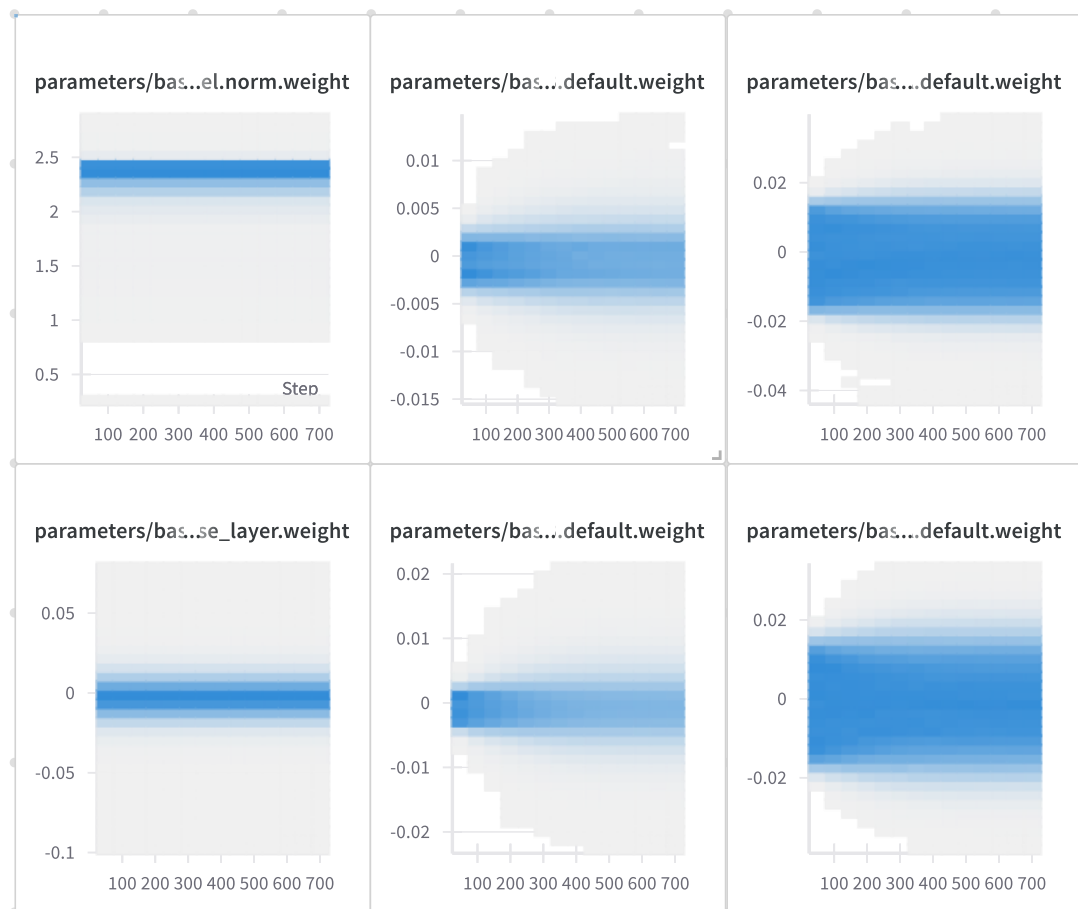 parameters/bas...el.norm.weight
2.5
2
1.5
1
0.5
Step
100 200 300 400 500 600 700
parameters/bas....default.weight
0.01
0.005
0
-0.005
-0.01
-0.015
100 200 300 400 500 600 700
parameters/bas....default.weight
0.02
0
-0.02
-0.04
100 200 300 400 500 600 700
parameters/bas...se_layer.weight
0.05
0
-0.05
-0.1
100 200 300 400 500 600 700
parameters/bas....default.weight
0.02
0.01
0
-0.01
-0.02
100 200 300 400 500 600 700
parameters/bas....default.weight
0.02
0
-0.02
100 200 300 400 500 600 700